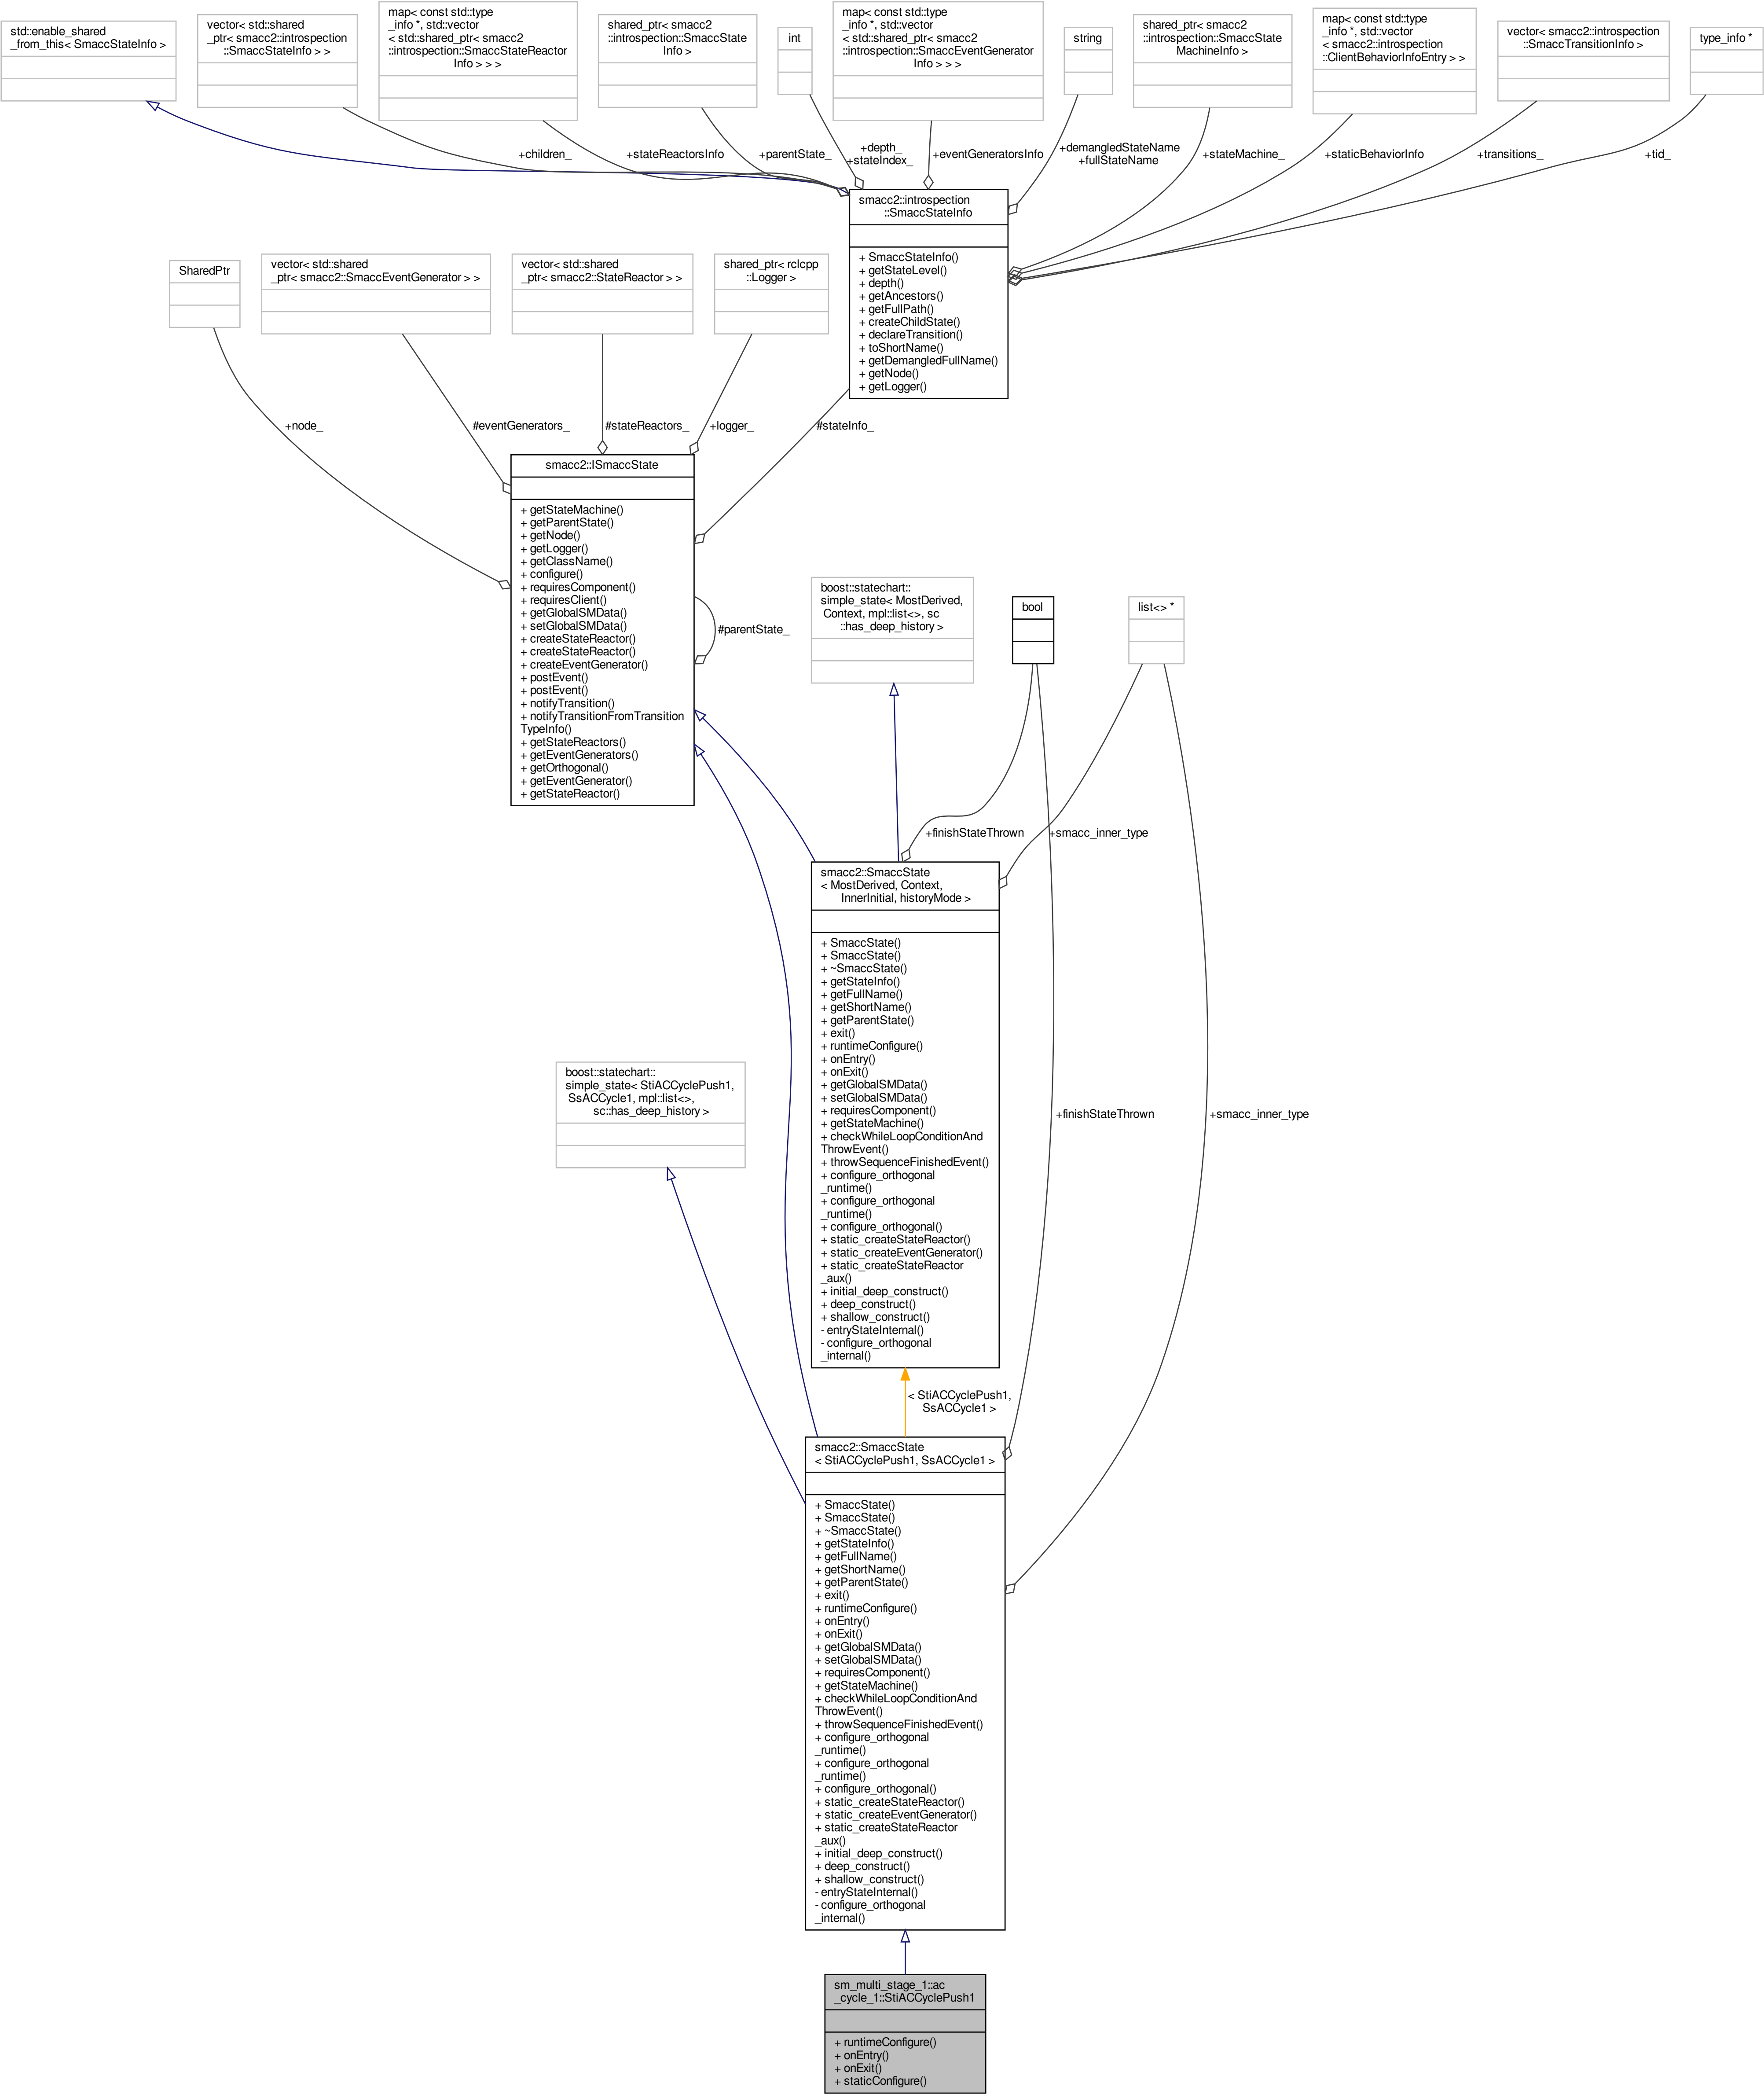 std::enable_shared
_from_this< SmaccStateInfo >
vector< std::shared
_ptr< smacc2::introspection
::SmaccStateInfo > >
map< const std::type
_info *, std::vector
< std::shared_ptr< smacc2
::introspection::SmaccStateReactor
Info > > >
shared_ptr< smacc2
::introspection::SmaccState
Info >
int
map< const std::type
_info *, std::vector
< std::shared_ptr< smacc2
::introspection::SmaccEventGenerator
Info > > >
string
shared_ptr< smacc2
::introspection::SmaccState
MachineInfo >
map< const std::type
_info *, std::vector
< smacc2::introspection
::ClientBehaviorInfoEntry > >
vector< smacc2::introspection
::SmaccTransitionInfo >
type_info *
+children_
+stateReactorsInfo
+parentState_
+depth_
+stateIndex_
+eventGeneratorsInfo
+demangledStateName
+fullStateName
+stateMachine_
+staticBehaviorInfo
+transitions_
+tid_
smacc2::introspection
::SmaccStateInfo
+ SmaccStateInfo()
+ getStateLevel()
+ depth()
+ getAncestors()
+ getFullPath()
+ createChildState()
+ declareTransition()
+ toShortName()
+ getDemangledFullName()
+ getNode()
+ getLogger()
SharedPtr
vector< std::shared
_ptr< smacc2::SmaccEventGenerator > >
vector< std::shared
_ptr< smacc2::StateReactor > >
shared_ptr< rclcpp
::Logger >
+node_
#eventGenerators_
#stateReactors_
+logger_
#stateInfo_
smacc2::ISmaccState
+ getStateMachine()
+ getParentState()
+ getNode()
+ getLogger()
+ getClassName()
+ configure()
+ requiresComponent()
+ requiresClient()
+ getGlobalSMData()
+ setGlobalSMData()
+ createStateReactor()
+ createStateReactor()
+ createEventGenerator()
+ postEvent()
+ postEvent()
+ notifyTransition()
+ notifyTransitionFromTransition
TypeInfo()
+ getStateReactors()
+ getEventGenerators()
+ getOrthogonal()
+ getEventGenerator()
+ getStateReactor()
#parentState_
boost::statechart::
simple_state< MostDerived,
Context, mpl::list<>, sc
::has_deep_history >
bool
list<> *
+finishStateThrown
+smacc_inner_type
smacc2::SmaccState
< MostDerived, Context,
InnerInitial, historyMode >
+ SmaccState()
+ SmaccState()
+ ~SmaccState()
+ getStateInfo()
+ getFullName()
+ getShortName()
+ getParentState()
+ exit()
+ runtimeConfigure()
+ onEntry()
+ onExit()
+ getGlobalSMData()
+ setGlobalSMData()
+ requiresComponent()
+ getStateMachine()
+ checkWhileLoopConditionAnd
ThrowEvent()
+ throwSequenceFinishedEvent()
+ configure_orthogonal
_runtime()
+ configure_orthogonal
_runtime()
+ configure_orthogonal()
+ static_createStateReactor()
+ static_createEventGenerator()
+ static_createStateReactor
_aux()
+ initial_deep_construct()
+ deep_construct()
+ shallow_construct()
- entryStateInternal()
- configure_orthogonal
_internal()
boost::statechart::
simple_state< StiACCyclePush1,
SsACCycle1, mpl::list<>,
sc::has_deep_history >
+finishStateThrown
+smacc_inner_type
< StiACCyclePush1,
SsACCycle1 >
smacc2::SmaccState
< StiACCyclePush1, SsACCycle1 >
+ SmaccState()
+ SmaccState()
+ ~SmaccState()
+ getStateInfo()
+ getFullName()
+ getShortName()
+ getParentState()
+ exit()
+ runtimeConfigure()
+ onEntry()
+ onExit()
+ getGlobalSMData()
+ setGlobalSMData()
+ requiresComponent()
+ getStateMachine()
+ checkWhileLoopConditionAnd
ThrowEvent()
+ throwSequenceFinishedEvent()
+ configure_orthogonal
_runtime()
+ configure_orthogonal
_runtime()
+ configure_orthogonal()
+ static_createStateReactor()
+ static_createEventGenerator()
+ static_createStateReactor
_aux()
+ initial_deep_construct()
+ deep_construct()
+ shallow_construct()
- entryStateInternal()
- configure_orthogonal
_internal()
sm_multi_stage_1::ac
_cycle_1::StiACCyclePush1
+ runtimeConfigure()
+ onEntry()
+ onExit()
+ staticConfigure()